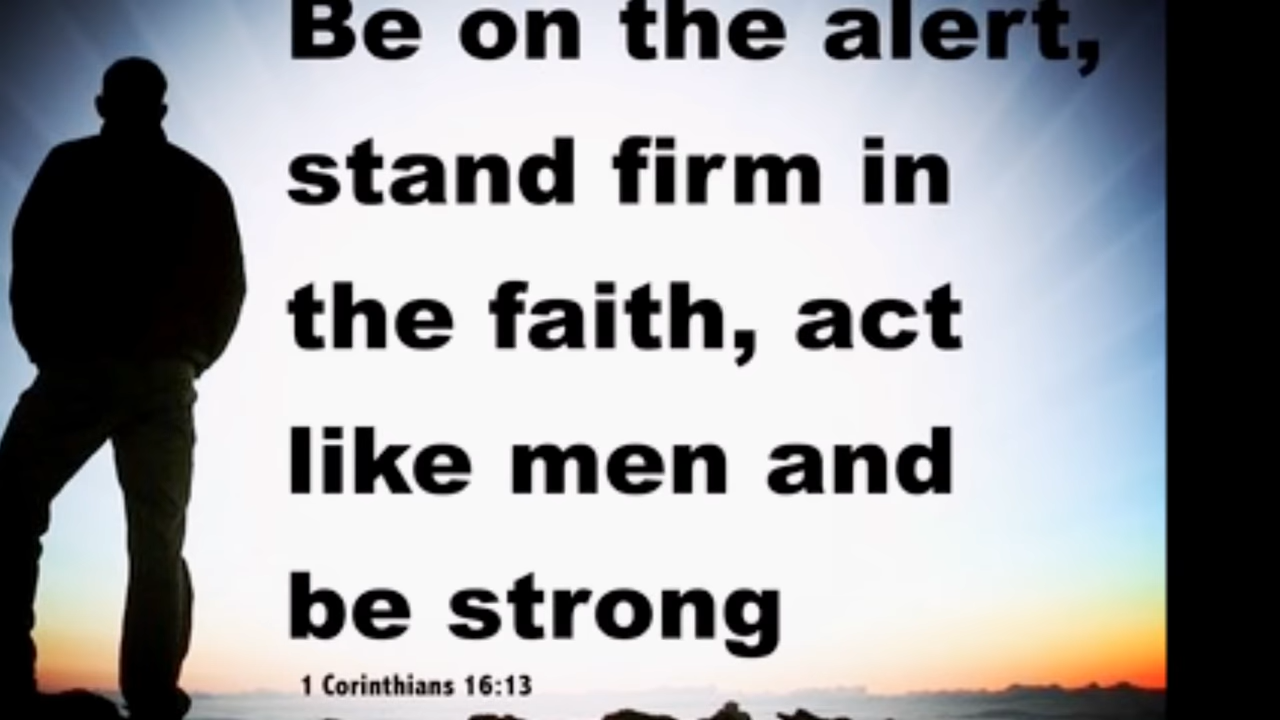 Be on the alert,
stand firm in
the faith, act
like men and
be strong
1 Corinthians 16:13